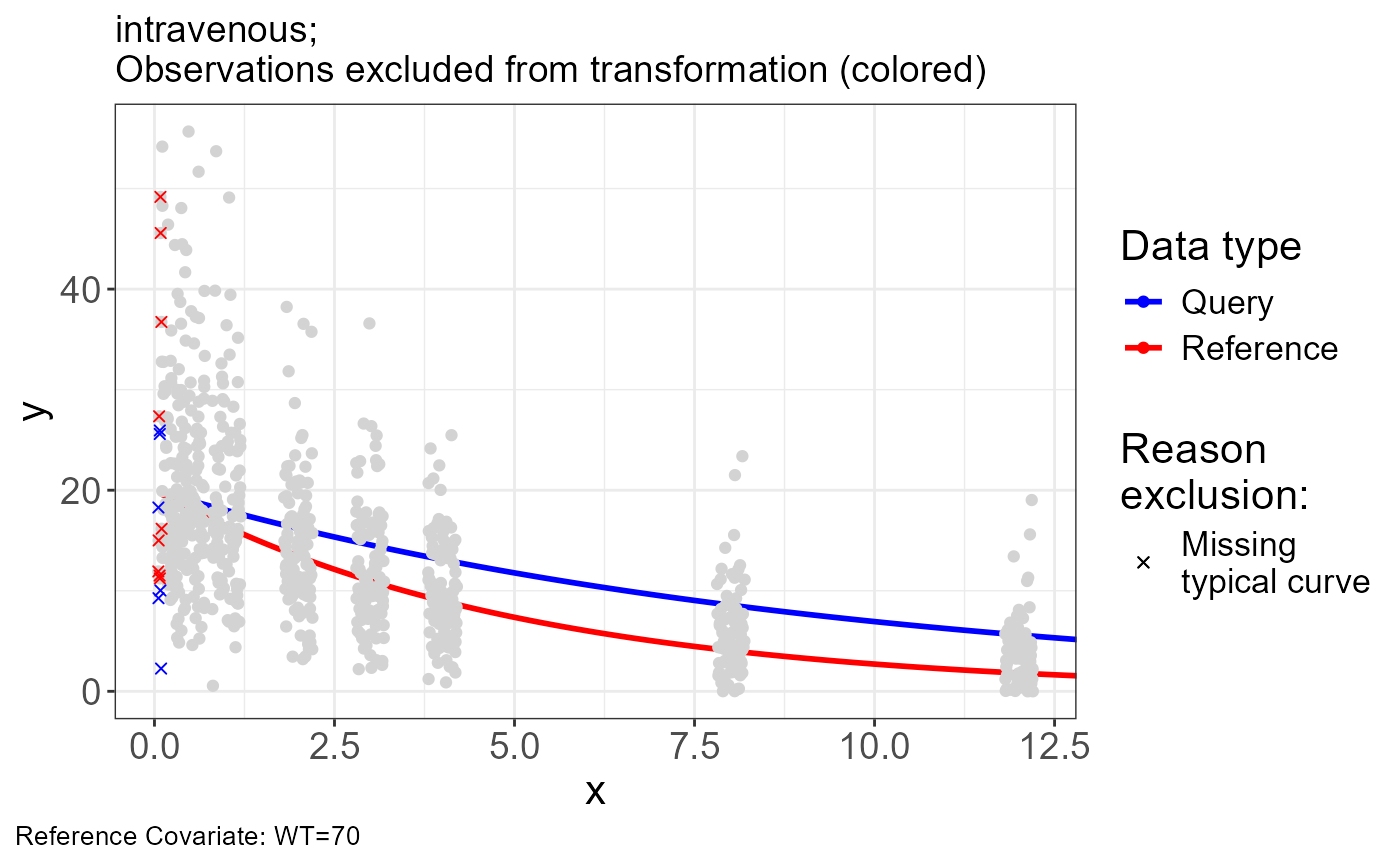 intravenous;
Observations excluded from transformation (colored)
y
40
20
0
0.0 2.5 5.0 7.5 10.0 12.5
x
Data type
Query
Reference
Reason
exclusion:
Missing
typical curve
Reference Covariate: WT=70